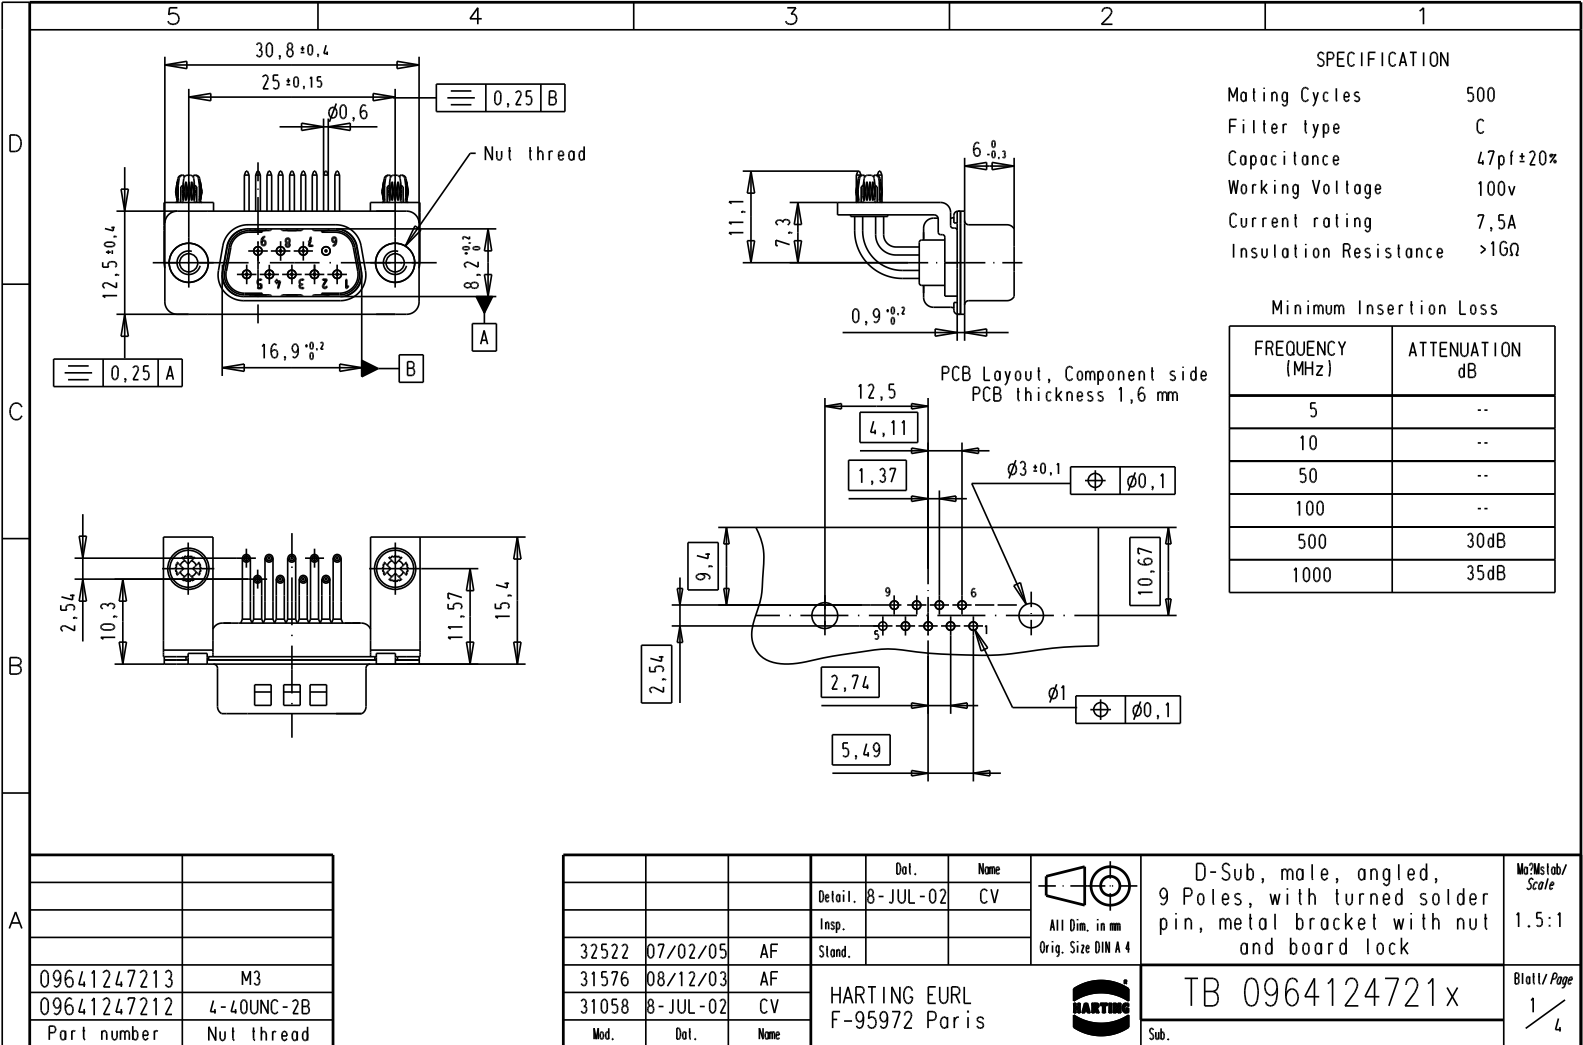 5 4 3 2 1
D
C
B
A
30,8 ±0,4
25 ±0,15
0,25 B
Ø0,6
Nut thread
12,5 ±0,4
8,2 +0,2 0
9 8 7 6
5 4 3 2 1
A
16,9 +0,2 0
B
0,25 A
6 0 -0,3
11,1
7,3
0,9 +0,2 0
SPECIFICATION
Mating Cycles 500
Filter type C
Capacitance 47pf±20%
Working Voltage 100v
Current rating 7,5A
Insulation Resistance >1GΩ
Minimum Insertion Loss
FREQUENCY ATTENUATION
(MHz) dB
5 --
10 --
50 --
100 --
500 30dB
1000 35dB
PCB Layout, Component side
PCB thickness 1,6 mm
12,5
4,11
1,37
Ø3 ±0,1
Ø0,1
9,4
10,67
9 6
5 1
2,54
2,74
5,49
Ø1
Ø0,1
2,54
10,3
11,57
15,4
09641247213 M3
09641247212 4-40UNC-2B
Part number Nut thread
32522 07/02/05 AF
31576 08/12/03 AF
31058 8-JUL-02 CV
Mod. Dat. Name
Dat. Name
Detail. 8-JUL-02 CV
Insp.
Stand.
All Dim. in mm
Orig. Size DIN A 4
HARTING EURL
F-95972 Paris
HARTING
D-Sub, male, angled,
9 Poles, with turned solder
pin, metal bracket with nut
and board lock
Ma?Mstab/
Scale
1.5:1
TB 0964124721x
Sub.
Blatt/Page
1/4